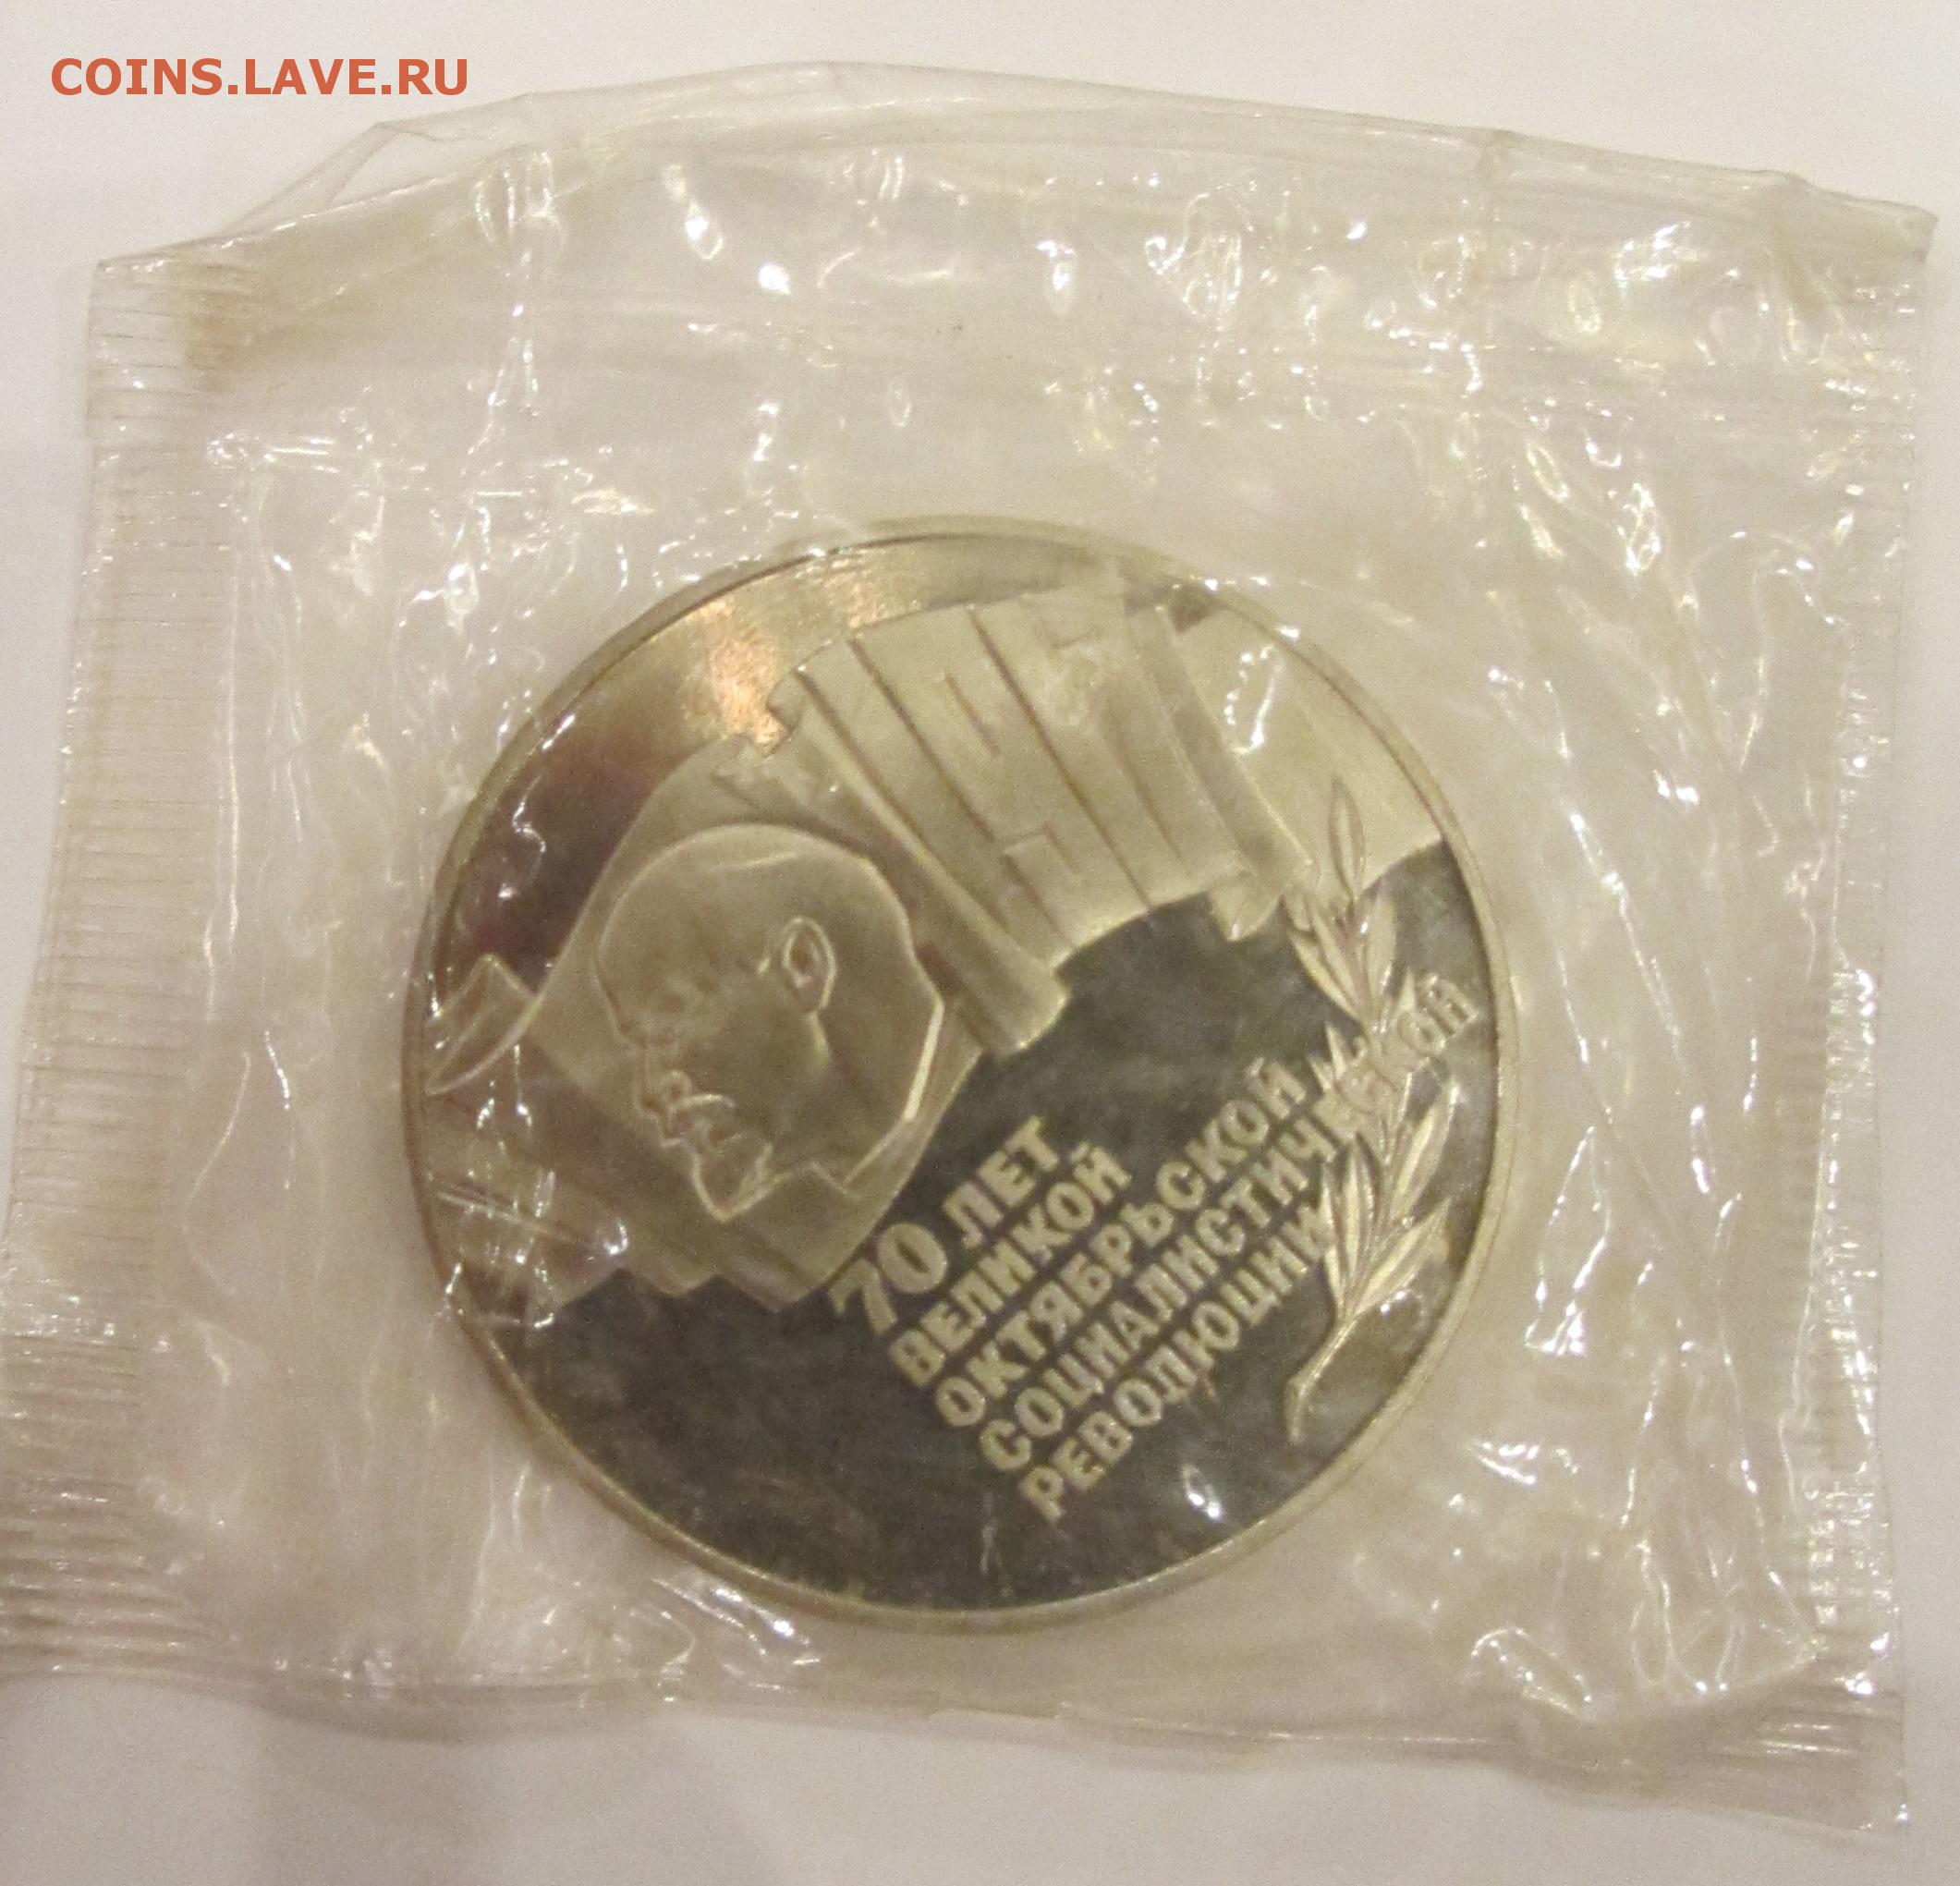 COINS.LAVE.RU
70 ЛЕТ
ВЕЛИКОЙ
ОКТЯБРЬСКОЙ
СОЦИАЛИСТИЧЕСКОЙ
РЕВОЛЮЦИИ